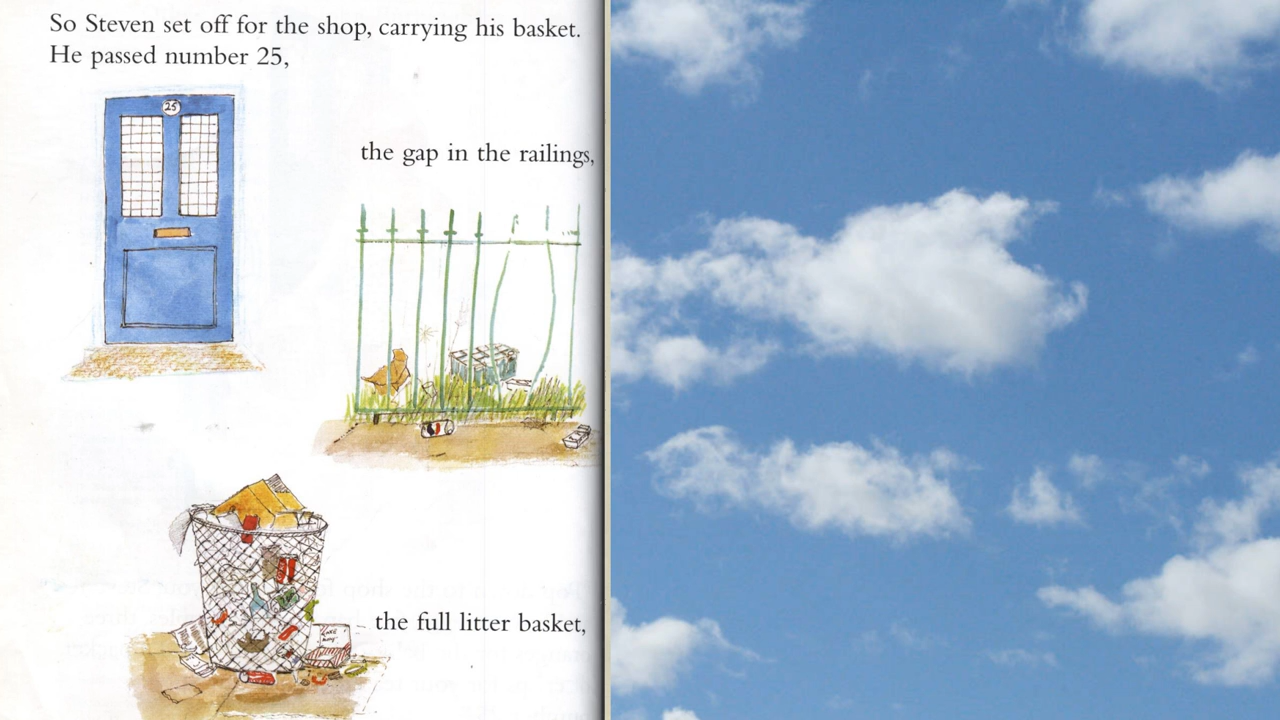 So Steven set off for the shop, carrying his basket.
He passed number 25,
25
the gap in the railings,
the full litter basket,